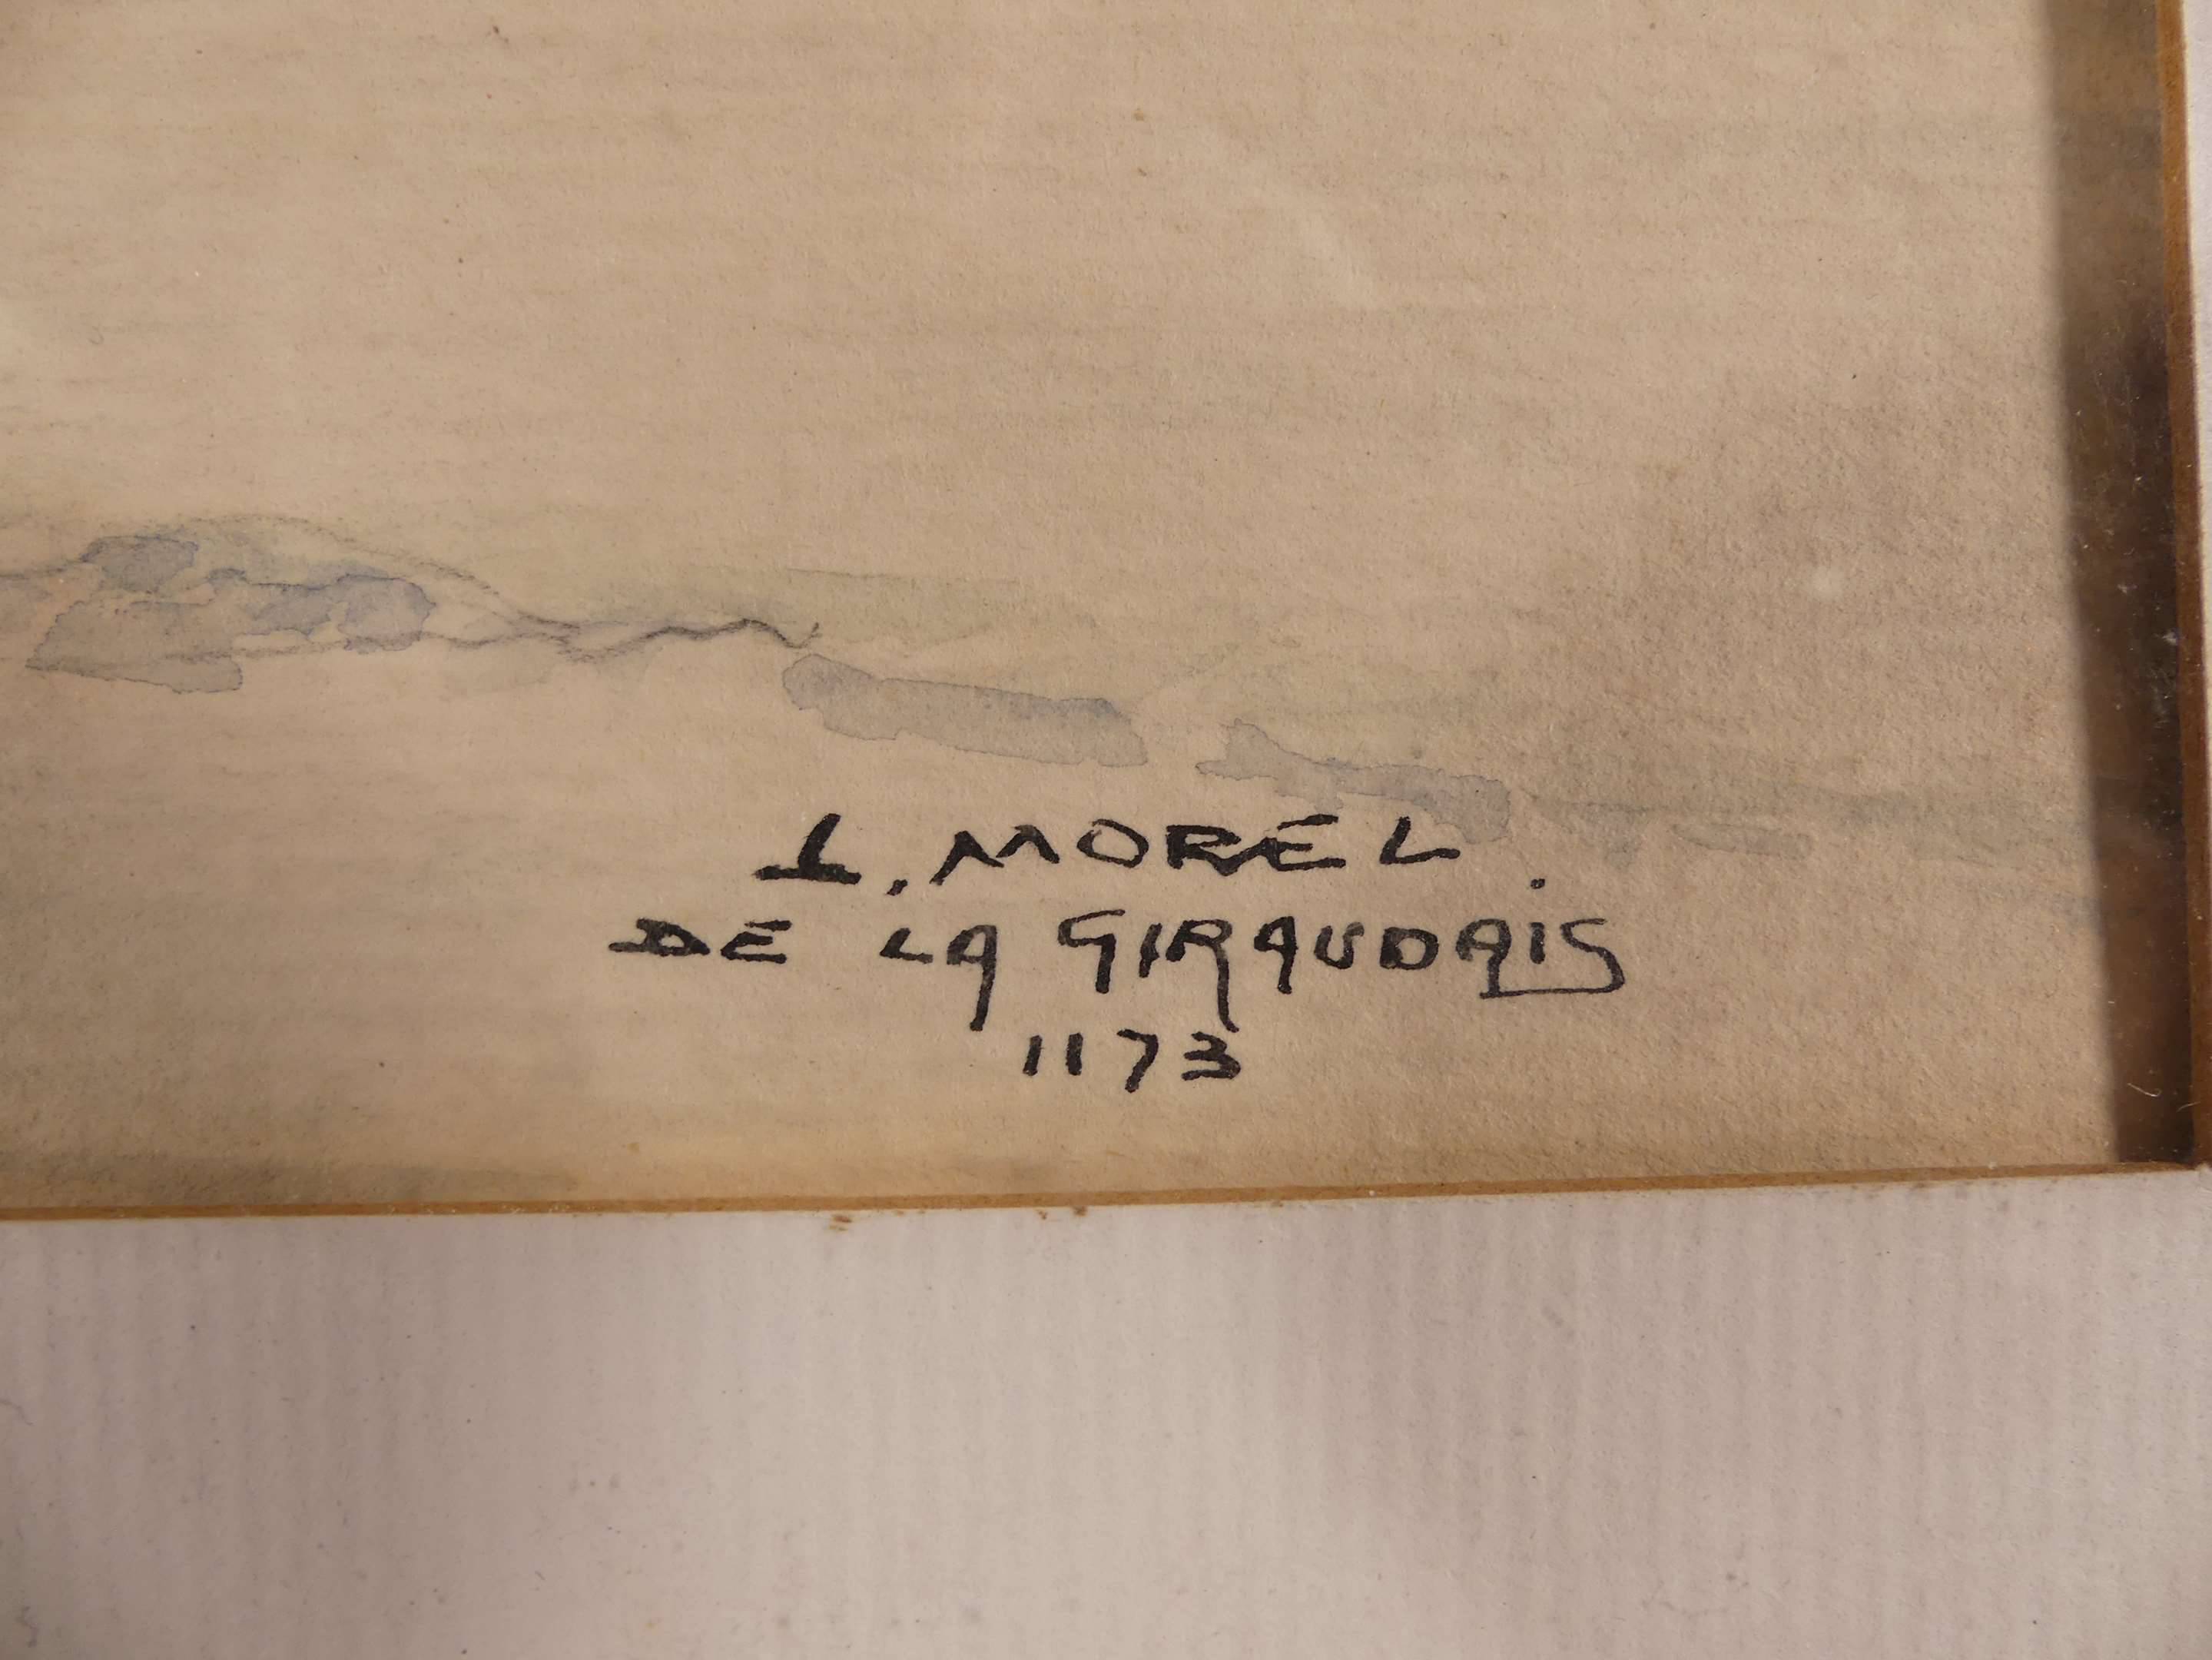 L. MOREL.
DE LA GIRAUDAIS
1173